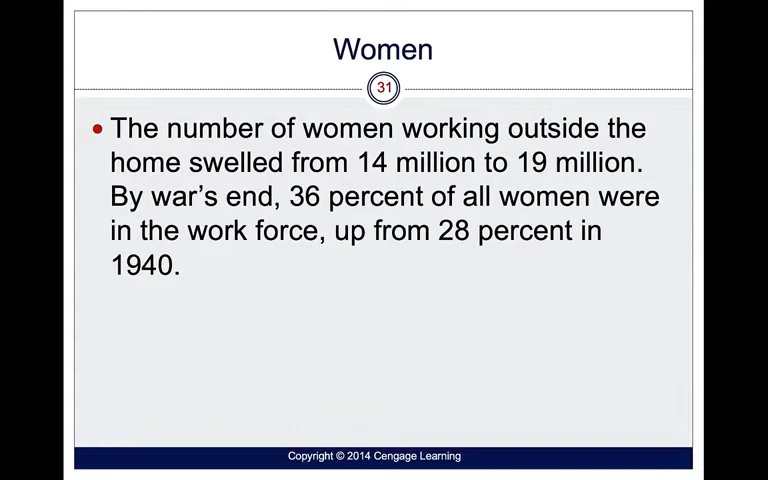 Women
31
• The number of women working outside the
home swelled from 14 million to 19 million.
By war’s end, 36 percent of all women were
in the work force, up from 28 percent in
1940.
Copyright © 2014 Cengage Learning